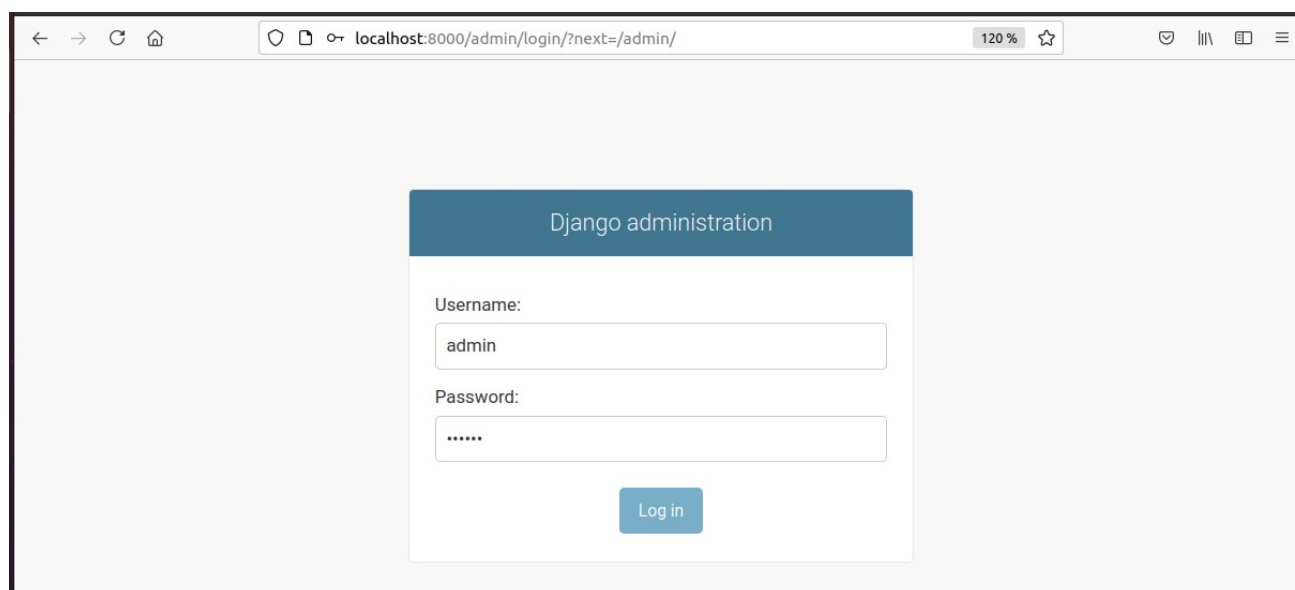 localhost:8000/admin/login/?next=/admin/
120 %
Django administration
Username:
admin
Password:
••••••
Log in